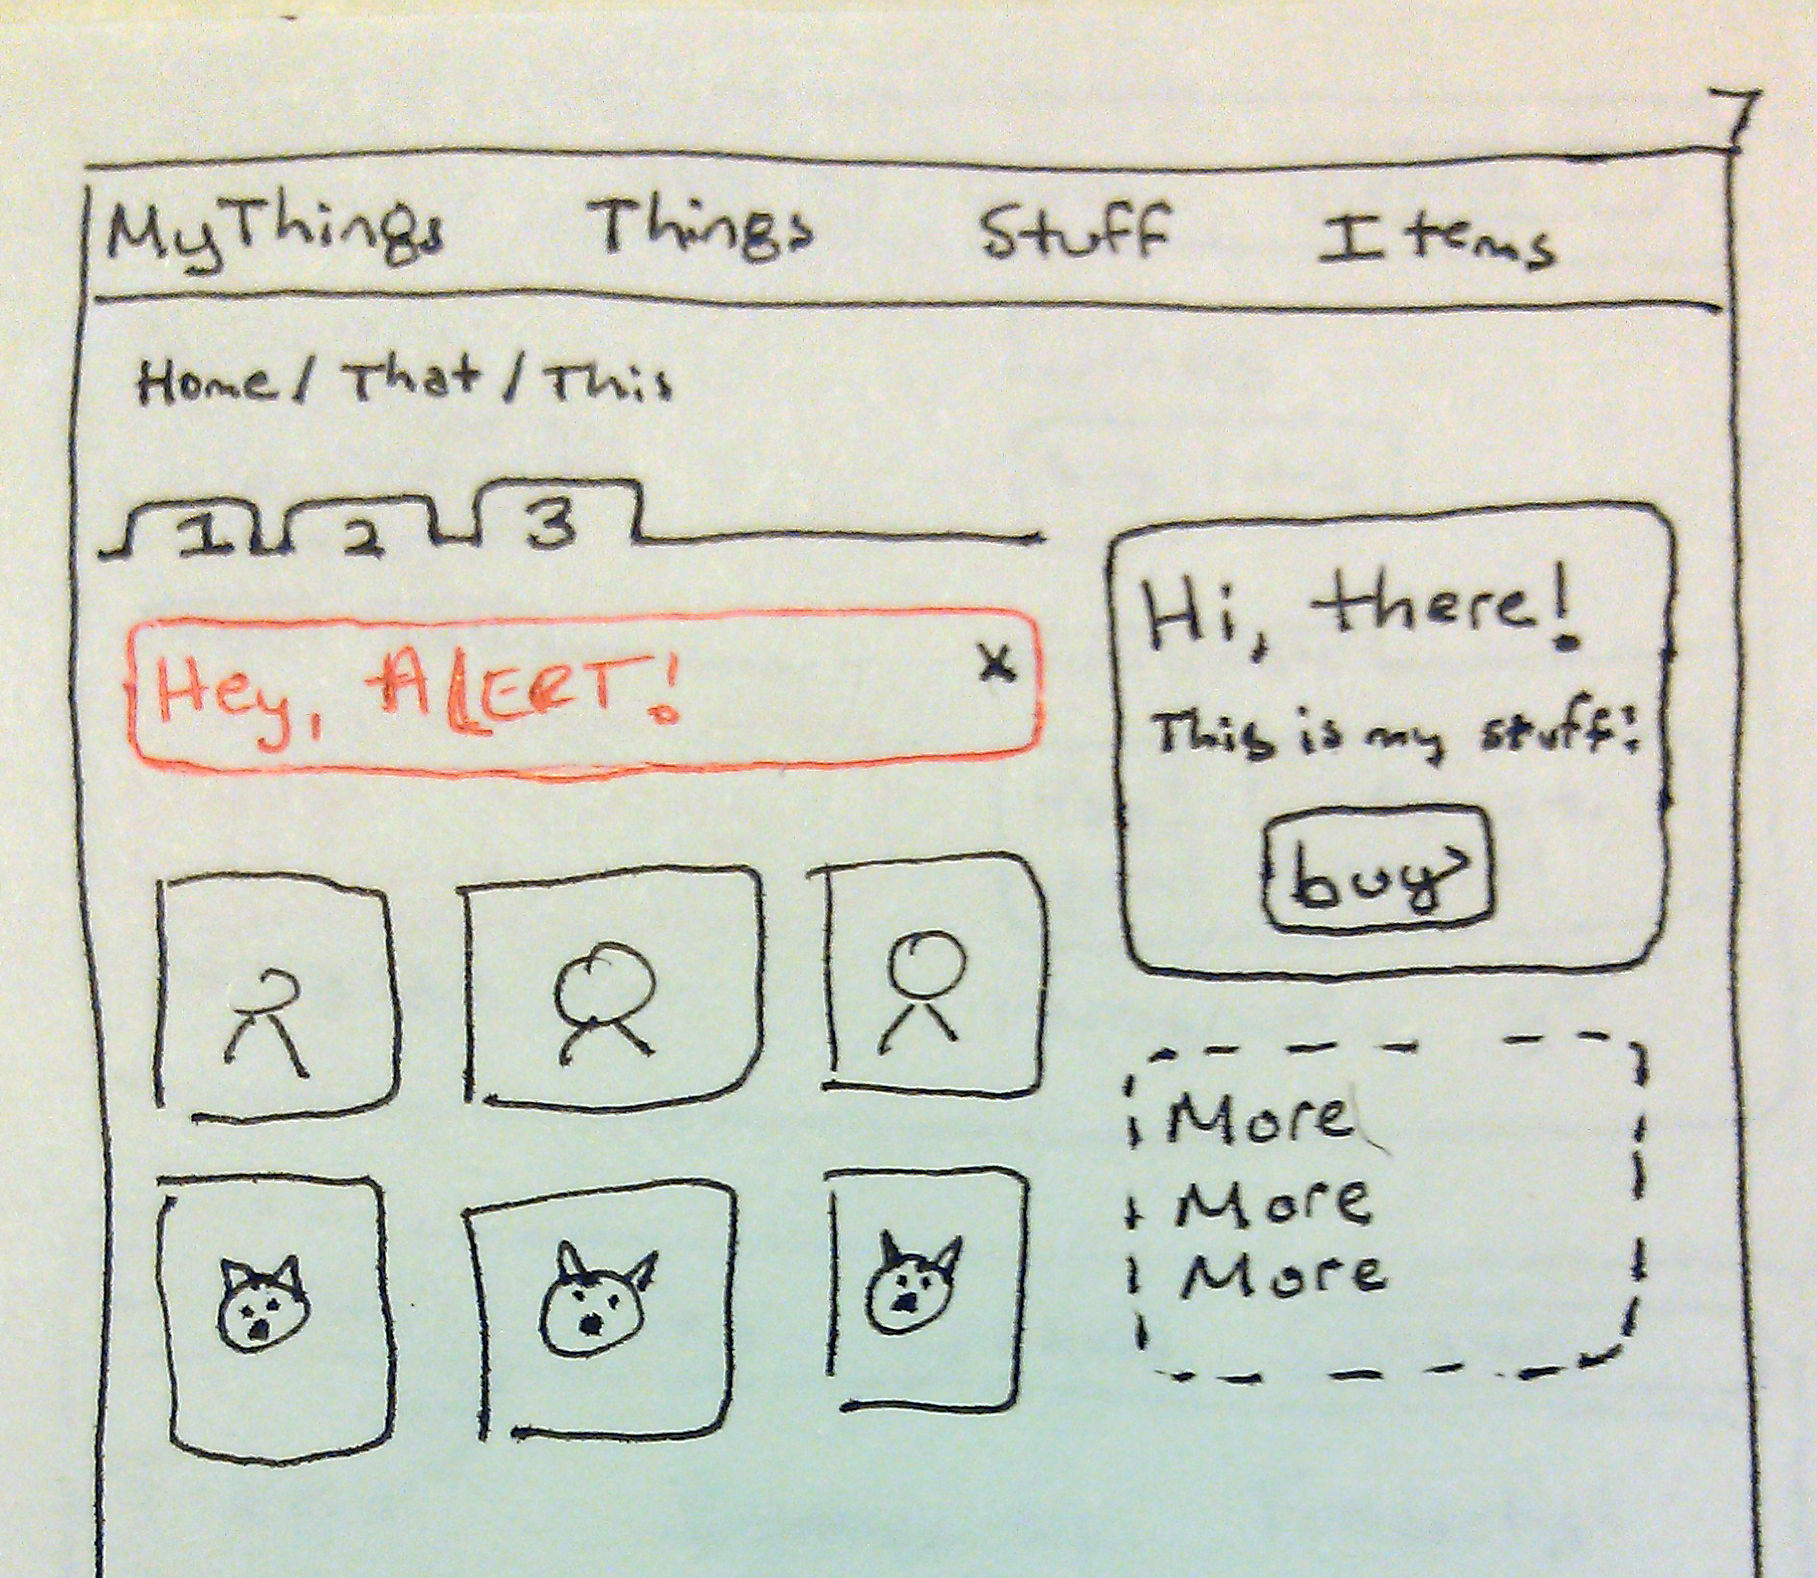 7
MyThings Things Stuff Items
Home / That / This
1 2 3
Hey, ALERT! x
Hi, there!
This is my stuff!
buy
More
More
More